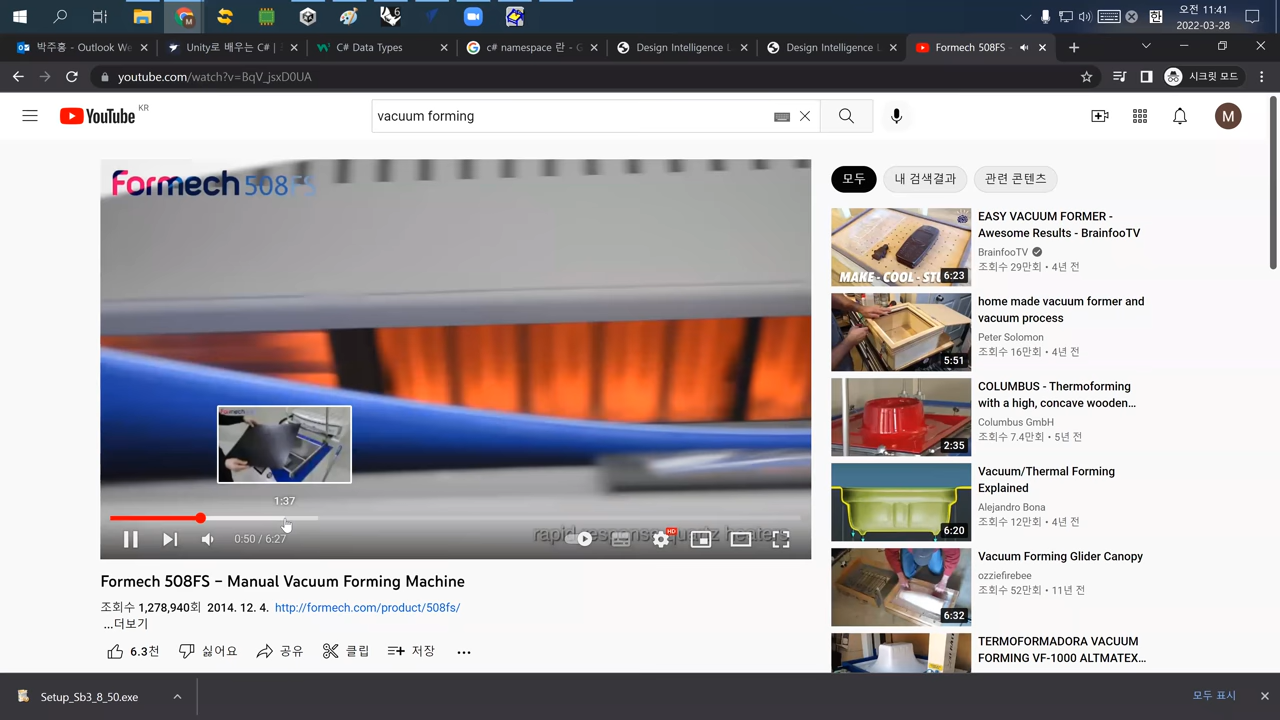 오전 11:41
2022-03-28
한
박주홍 - Outlook We
Unity로 배우는 C# |
C# Data Types
c# namespace 란 - G
Design Intelligence L
Design Intelligence L
Formech 508FS -
youtube.com/watch?v=BqV_jsxD0UA
시크릿 모드
YouTube KR
vacuum forming
M
Formech 508FS
1:37
0:50 / 6:27
rapid response quartz heaters
HD
Formech 508FS – Manual Vacuum Forming Machine
조회수 1,278,940회 2014. 12. 4. http://formech.com/product/508fs/
...더보기
6.3천 싫어요 공유 클립 저장
모두 내 검색결과 관련 콘텐츠
MAKE - COOL - ST
6:23
EASY VACUUM FORMER -
Awesome Results - BrainfooTV
BrainfooTV
조회수 29만회 • 4년 전
5:51
home made vacuum former and
vacuum process
Peter Solomon
조회수 16만회 • 4년 전
2:35
COLUMBUS - Thermoforming
with a high, concave wooden...
Columbus GmbH
조회수 7.4만회 • 5년 전
6:20
Vacuum/Thermal Forming
Explained
Alejandro Bona
조회수 12만회 • 4년 전
6:32
Vacuum Forming Glider Canopy
ozziefirebee
조회수 52만회 • 11년 전
TERMOFORMADORA VACUUM
FORMING VF-1000 ALTMATEX...
Setup_Sb3_8_50.exe
모두 표시